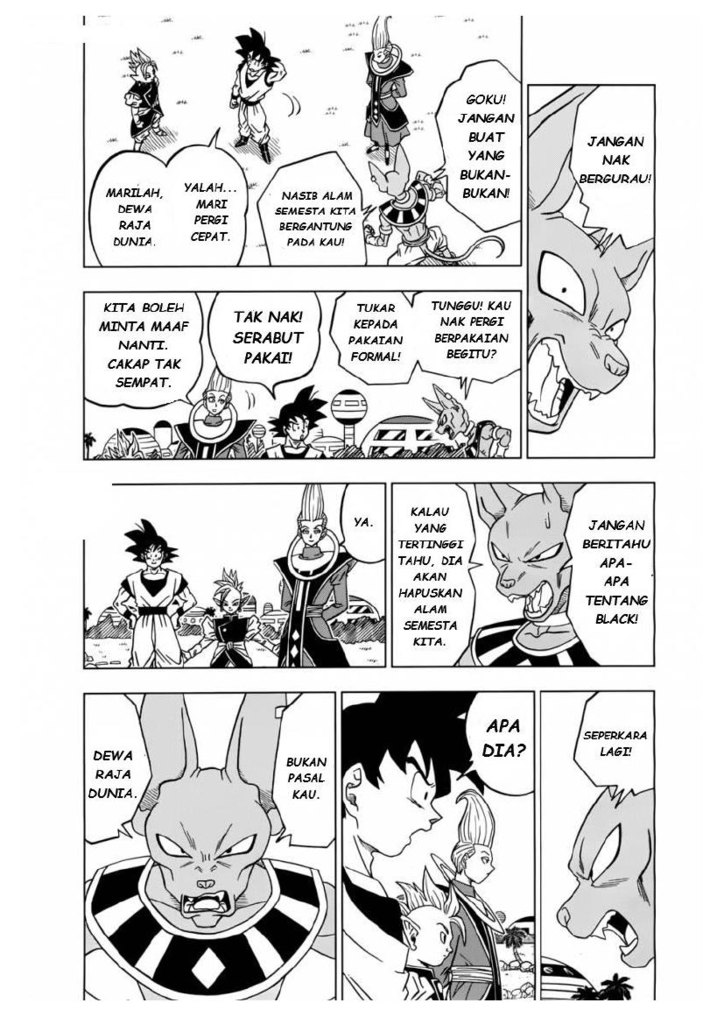 JANGAN
NAK
BERGURAU!
GOKU!
JANGAN
BUAT
YANG
BUKAN-
BUKAN!
NASIB ALAM
SEMESTA KITA
BERGANTUNG
PADA KAU!
YALAH...
MARI
PERGI
CEPAT.
MARILAH,
DEWA
RAJA
DUNIA.
TUNGGU! KAU
NAK PERGI
BERPAKAIAN
BEGITU?
TUKAR
KEPADA
PAKAIAN
FORMAL!
TAK NAK!
SERABUT
PAKAI!
KITA BOLEH
MINTA MAAF
NANTI.
CAKAP TAK
SEMPAT.
JANGAN
BERITAHU
APA-
APA
TENTANG
BLACK!
KALAU
YANG
TERTINGGI
TAHU, DIA
AKAN
HAPUSKAN
ALAM
SEMESTA
KITA.
YA.
SEPERKARA
LAGI!
APA
DIA?
BUKAN
PASAL
KAU.
DEWA
RAJA
DUNIA.